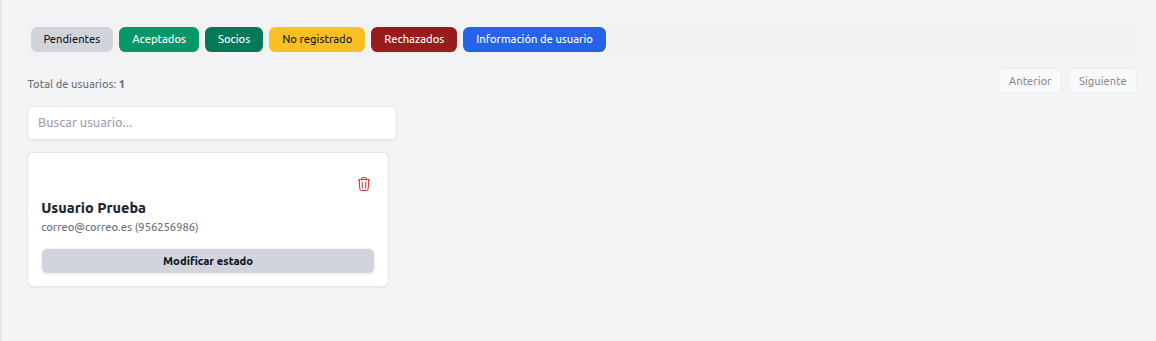 Pendientes Aceptados Socios No registrado Rechazados Información de usuario
Total de usuarios: 1 Anterior Siguiente
Buscar usuario...
Usuario Prueba
correo@correo.es (956256986)
Modificar estado